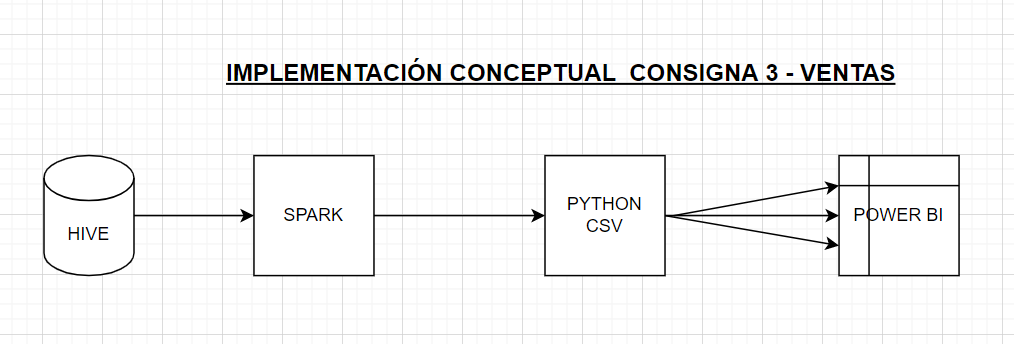 IMPLEMENTACIÓN CONCEPTUAL  CONSIGNA 3 - VENTAS
HIVE
SPARK
PYTHON
CSV
POWER BI